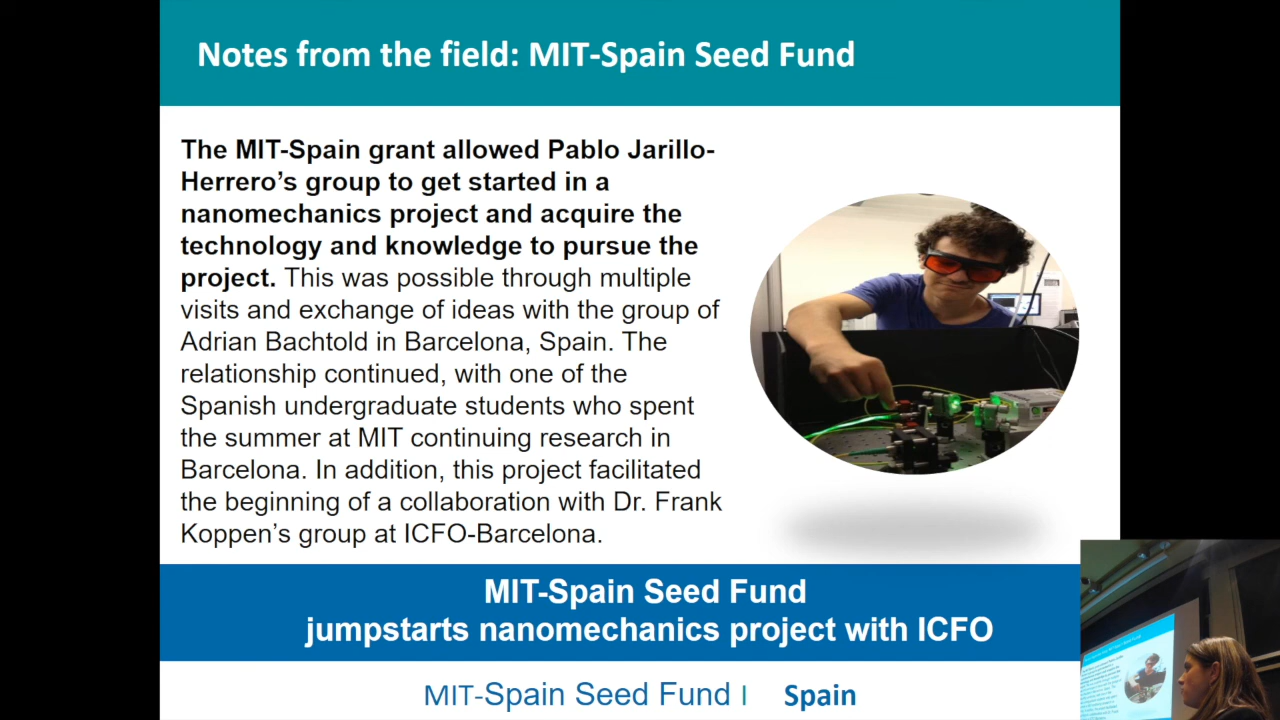 Notes from the field: MIT-Spain Seed Fund
The MIT-Spain grant allowed Pablo Jarillo-
Herrero’s group to get started in a
nanomechanics project and acquire the
technology and knowledge to pursue the
project. This was possible through multiple
visits and exchange of ideas with the group of
Adrian Bachtold in Barcelona, Spain. The
relationship continued, with one of the
Spanish undergraduate students who spent
the summer at MIT continuing research in
Barcelona. In addition, this project facilitated
the beginning of a collaboration with Dr. Frank
Koppen’s group at ICFO-Barcelona.
MIT-Spain Seed Fund
jumpstarts nanomechanics project with ICFO
MIT-Spain Seed Fund I Spain